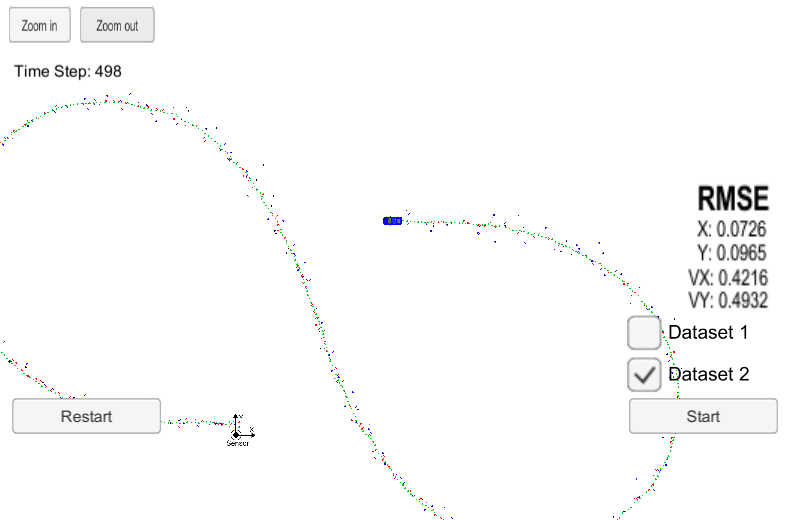 Zoom in
Zoom out
Time Step: 498
RMSE
X: 0.0726
Y: 0.0965
VX: 0.4216
VY: 0.4932
Dataset 1
Dataset 2
Restart
Start
Y
X
Sensor